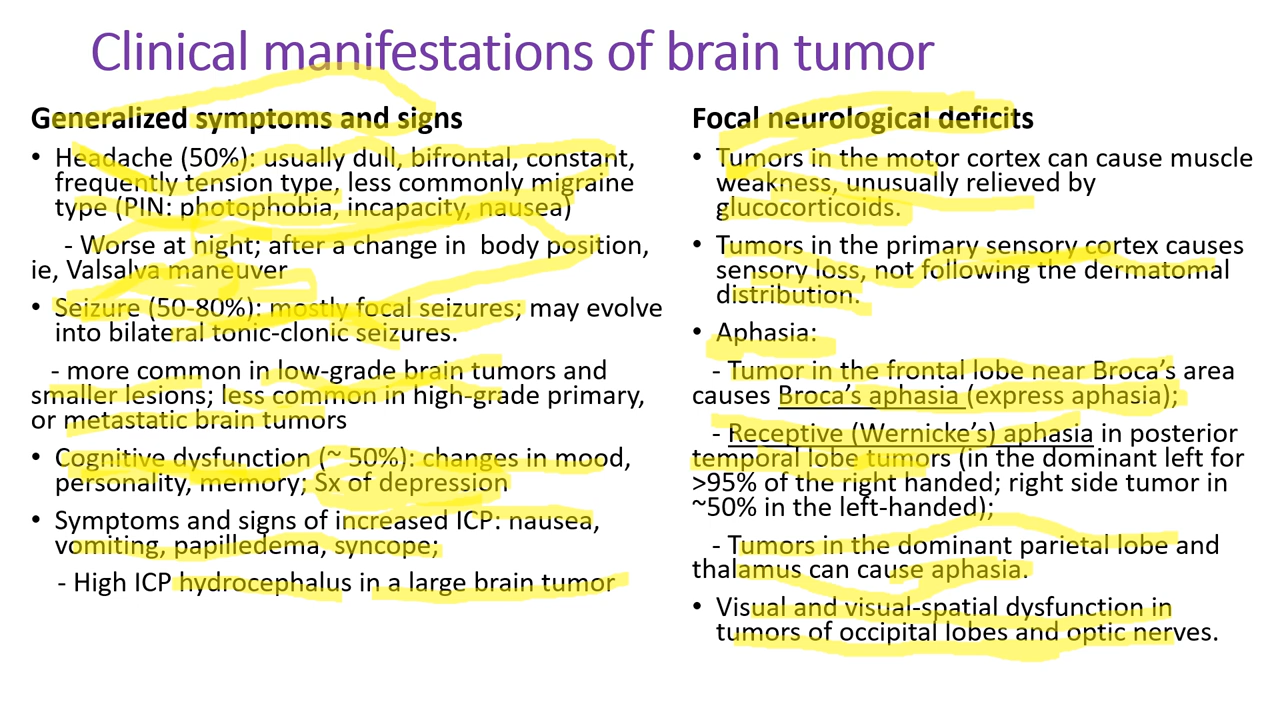 Clinical manifestations of brain tumor
Generalized symptoms and signs
• Headache (50%): usually dull, bifrontal, constant,
frequently tension type, less commonly migraine
type (PIN: photophobia, incapacity, nausea)
- Worse at night; after a change in body position,
ie, Valsalva maneuver
• Seizure (50-80%): mostly focal seizures; may evolve
into bilateral tonic-clonic seizures.
- more common in low-grade brain tumors and
smaller lesions; less common in high-grade primary,
or metastatic brain tumors
• Cognitive dysfunction (~ 50%): changes in mood,
personality, memory; Sx of depression
• Symptoms and signs of increased ICP: nausea,
vomiting, papilledema, syncope;
- High ICP hydrocephalus in a large brain tumor
Focal neurological deficits
• Tumors in the motor cortex can cause muscle
weakness, unusually relieved by
glucocorticoids.
• Tumors in the primary sensory cortex causes
sensory loss, not following the dermatomal
distribution.
• Aphasia:
- Tumor in the frontal lobe near Broca’s area
causes Broca’s aphasia (express aphasia);
- Receptive (Wernicke’s) aphasia in posterior
temporal lobe tumors (in the dominant left for
>95% of the right handed; right side tumor in
~50% in the left-handed);
- Tumors in the dominant parietal lobe and
thalamus can cause aphasia.
• Visual and visual-spatial dysfunction in
tumors of occipital lobes and optic nerves.